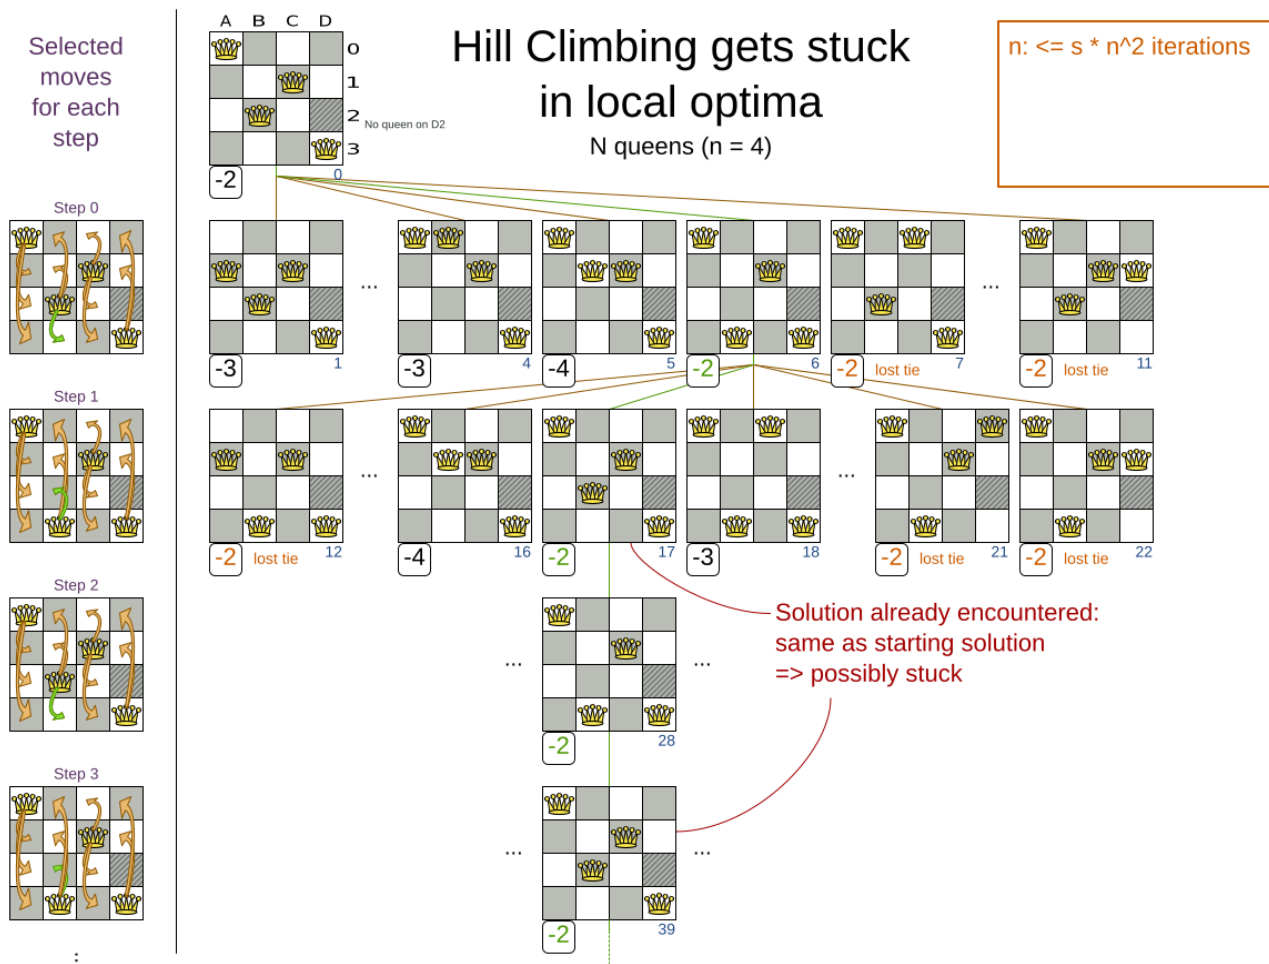 Selected
moves
for each
step
A B C D
0
1
2
3
No queen on D2
-2
0
Hill Climbing gets stuck
in local optima
N queens (n = 4)
n: <= s * n^2 iterations
Step 0
...
...
-3
1
-3
4
-4
5
-2
6
-2 lost tie
7
-2 lost tie
11
Step 1
...
...
-2 lost tie
12
-4
16
-2
17
-3
18
-2 lost tie
21
-2 lost tie
22
Step 2
...
...
-2
28
Solution already encountered:
same as starting solution
=> possibly stuck
Step 3
...
...
-2
39
: